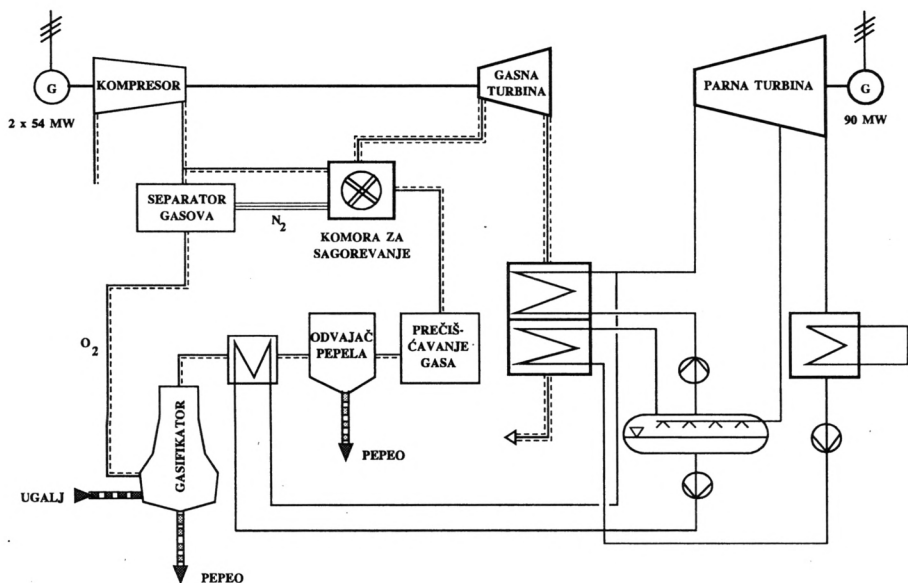 G
KOMPRESOR
GASNA
TURBINA
PARNA TURBINA
G
2 x 54 MW
90 MW
SEPARATOR
GASOVA
N2
KOMORA ZA
SAGOREVANJE
O2
ODVAJAČ
PEPELA
PREČIŠ-
ĆAVANJE
GASA
GASIFIKATOR
PEPEO
UGALJ
PEPEO